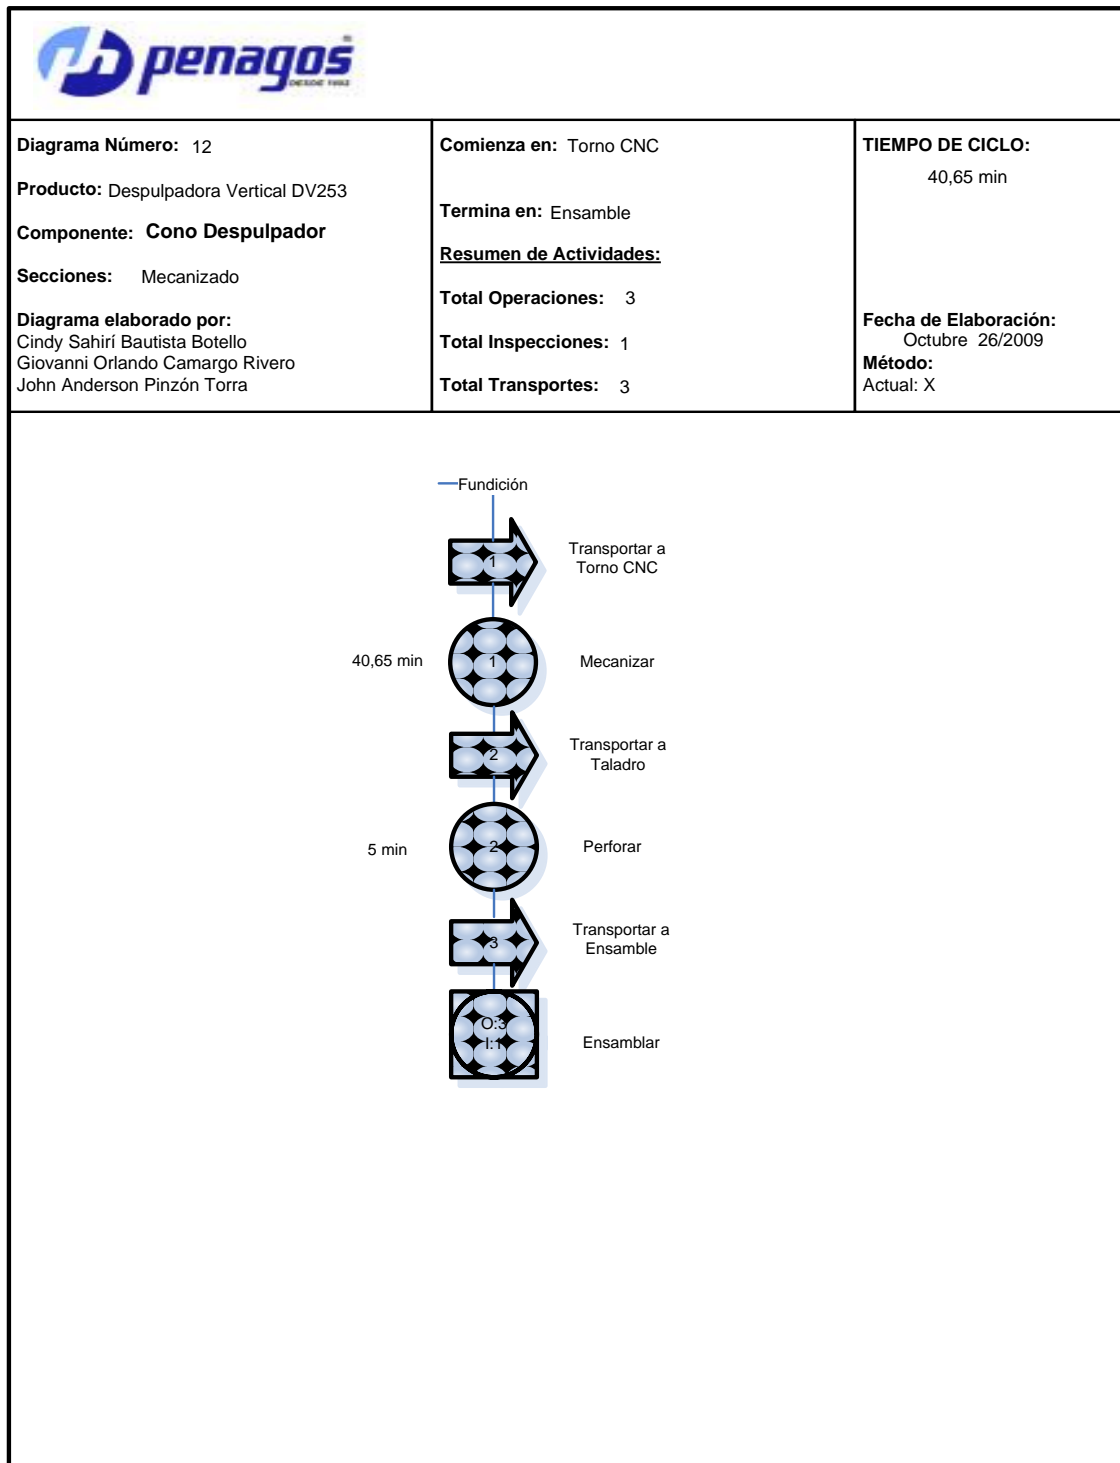 penagos
DESDE 1892
Diagrama Número: 12
Producto: Despulpadora Vertical DV253
Componente: Cono Despulpador
Secciones: Mecanizado
Diagrama elaborado por:
Cindy Sahirí Bautista Botello
Giovanni Orlando Camargo Rivero
John Anderson Pinzón Torra
Comienza en: Torno CNC
Termina en: Ensamble
Resumen de Actividades:
Total Operaciones: 3
Total Inspecciones: 1
Total Transportes: 3
TIEMPO DE CICLO:
40,65 min
Fecha de Elaboración:
Octubre 26/2009
Método:
Actual: X
Fundición
1
Transportar a
Torno CNC
40,65 min
1
Mecanizar
2
Transportar a
Taladro
5 min
2
Perforar
3
Transportar a
Ensamble
O:3
I:1
Ensamblar